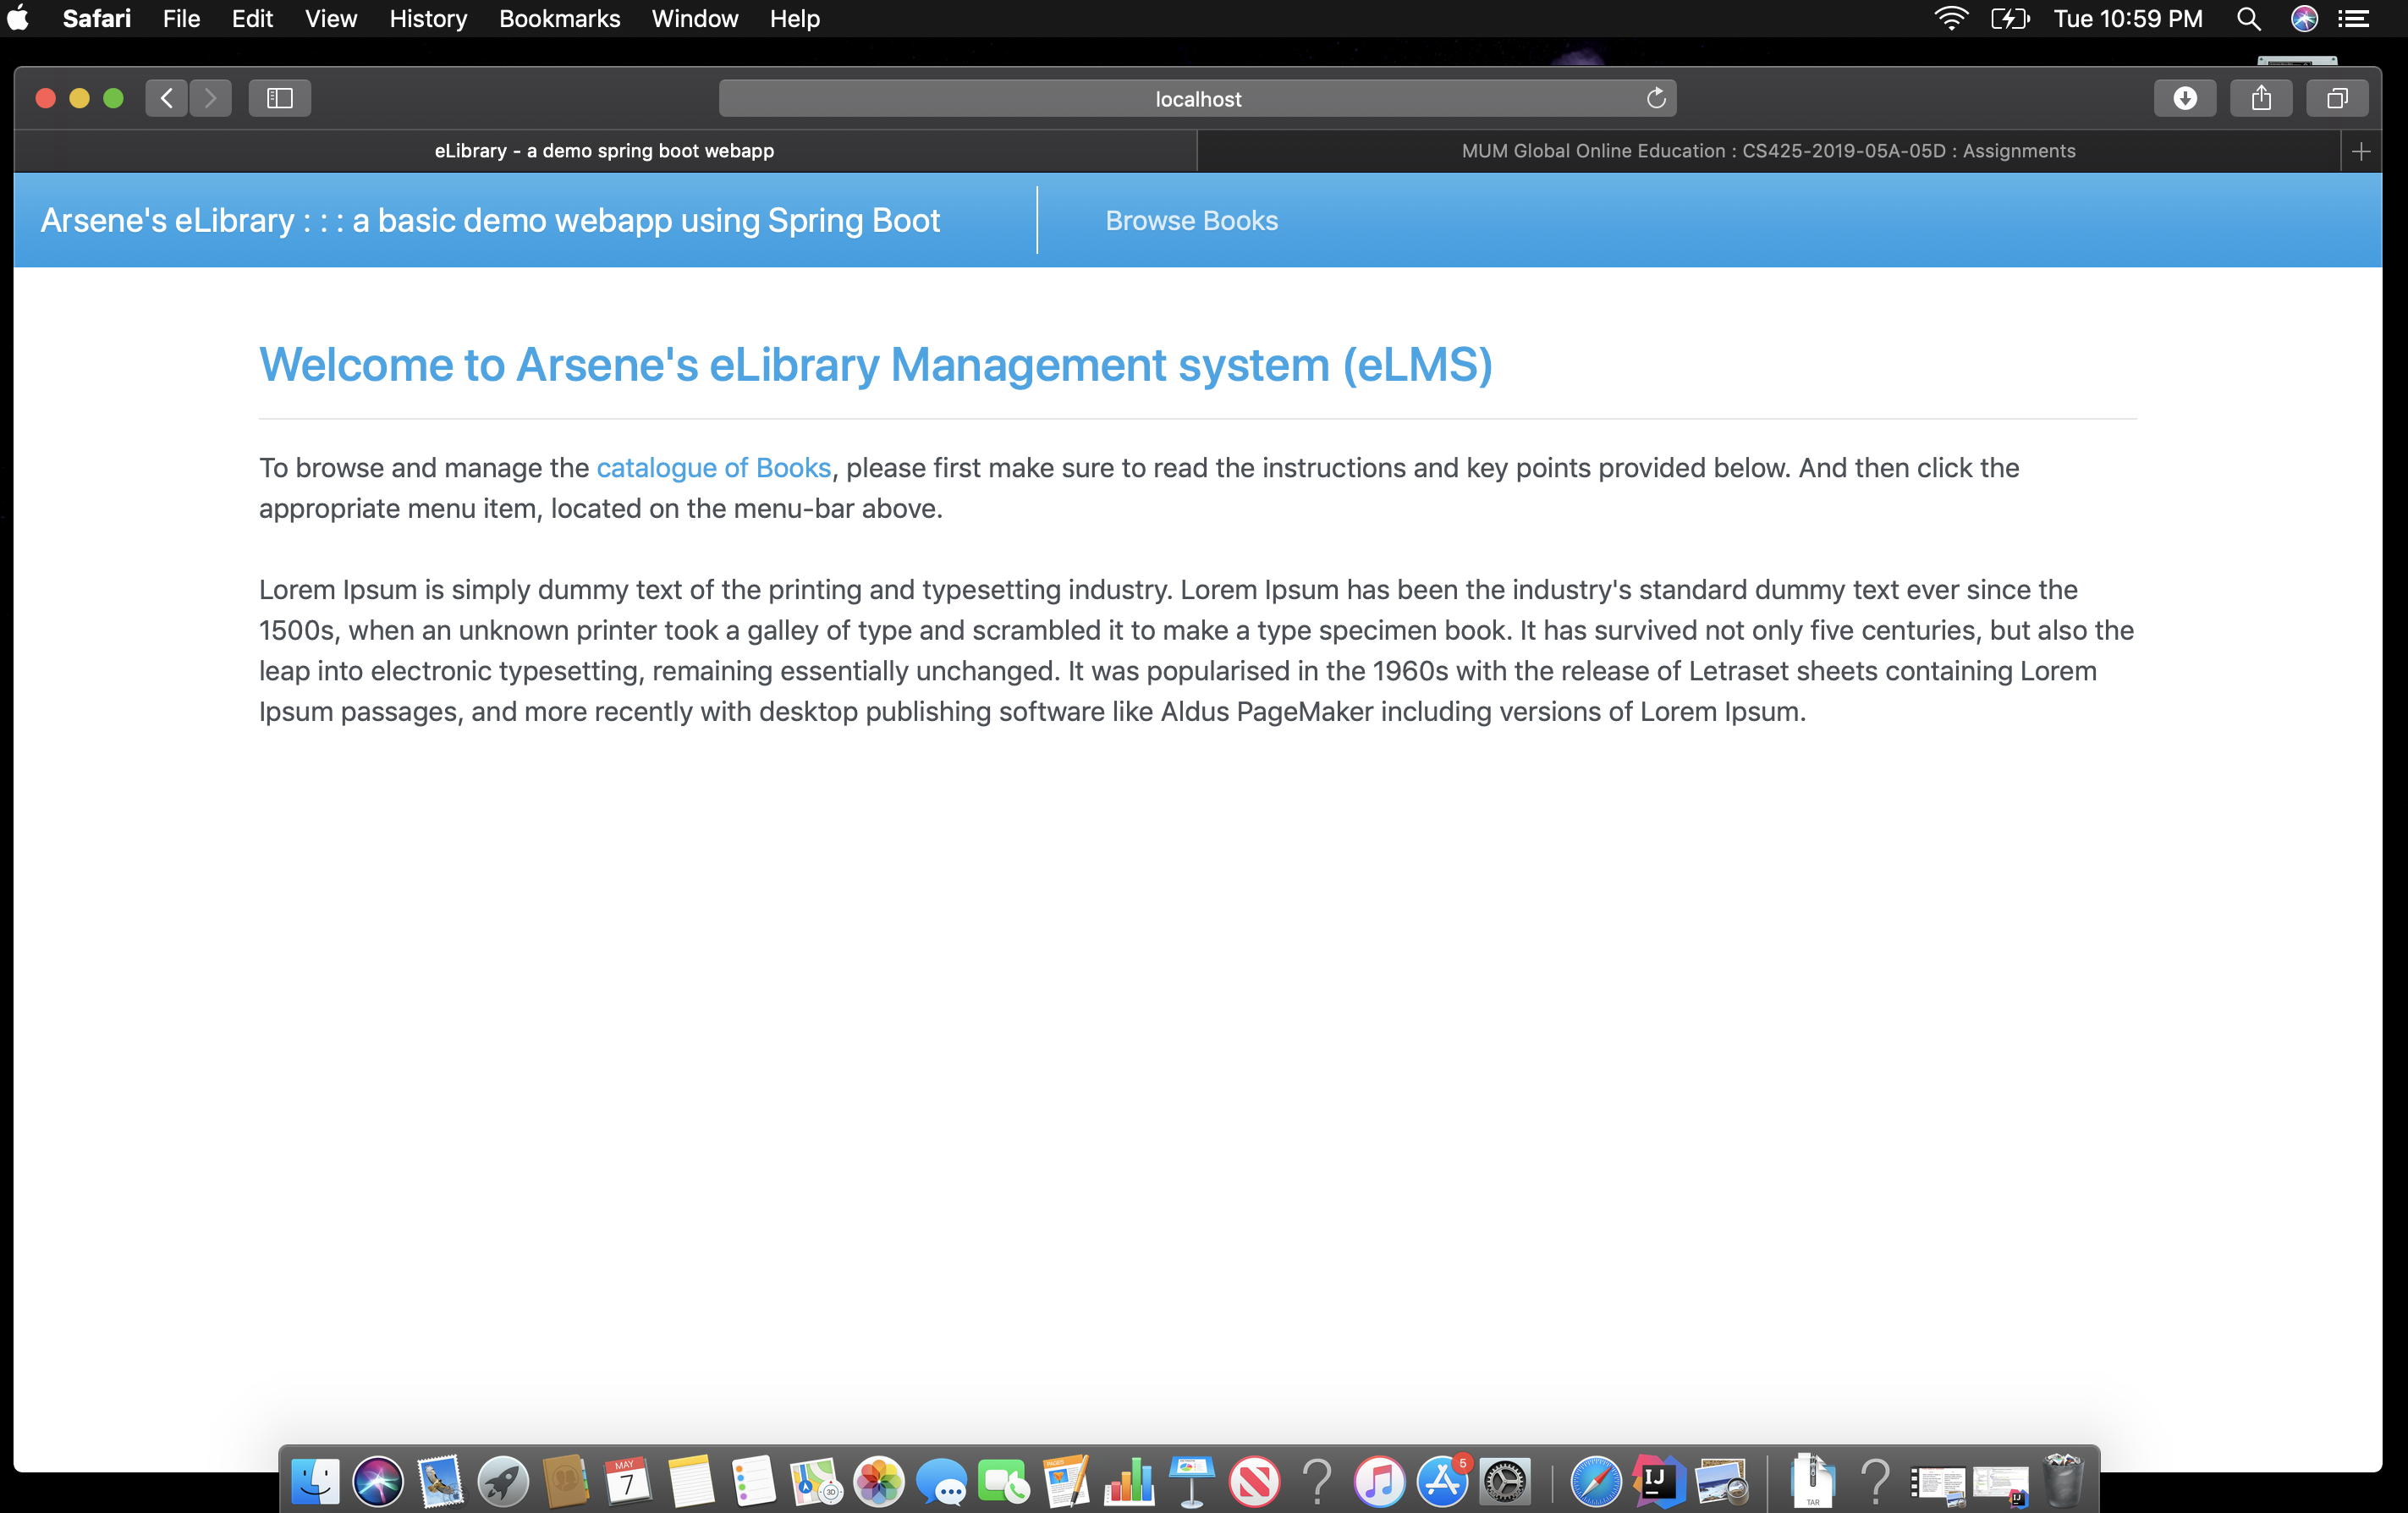 Safari File Edit View History Bookmarks Window Help Tue 10:59 PM
localhost
eLibrary - a demo spring boot webapp MUM Global Online Education : CS425-2019-05A-05D : Assignments
Arsene's eLibrary : : : a basic demo webapp using Spring Boot Browse Books
Welcome to Arsene's eLibrary Management system (eLMS)
To browse and manage the catalogue of Books, please first make sure to read the instructions and key points provided below. And then click the
appropriate menu item, located on the menu-bar above.
Lorem Ipsum is simply dummy text of the printing and typesetting industry. Lorem Ipsum has been the industry's standard dummy text ever since the
1500s, when an unknown printer took a galley of type and scrambled it to make a type specimen book. It has survived not only five centuries, but also the
leap into electronic typesetting, remaining essentially unchanged. It was popularised in the 1960s with the release of Letraset sheets containing Lorem
Ipsum passages, and more recently with desktop publishing software like Aldus PageMaker including versions of Lorem Ipsum.
MAY
7
3D
PAGES
5
IJ
TAR